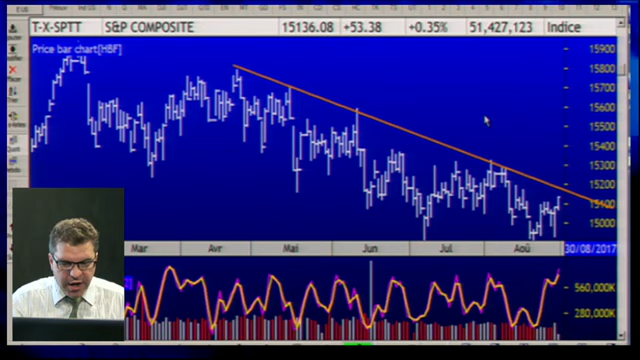 T-X-SPTT S&P COMPOSITE 15136.08 +53.38 +0.35% 51,427,123 Indice
Price bar chart[HBF]
15900
15800
15700
15600
15500
15400
15300
15200
15000
Mar Avr Mai Jun Jul Aoû 30/08/2017
560,000K
280,000K